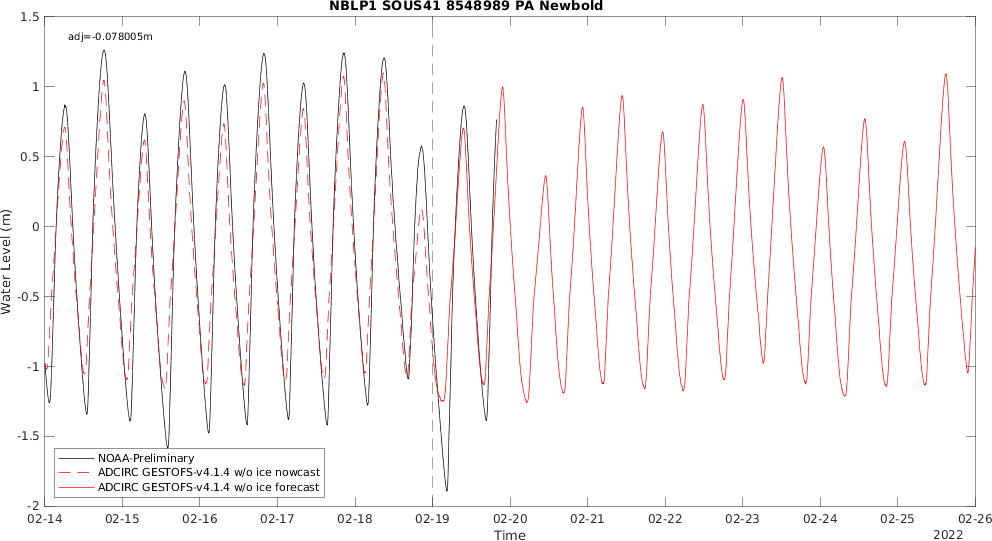 NBLP1 SOUS41 8548989 PA Newbold
adj=-0.078005m
1.5
1
0.5
0
-0.5
-1
-1.5
-2
Water Level (m)
NOAA-Preliminary
ADCIRC GESTOFS-v4.1.4 w/o ice nowcast
ADCIRC GESTOFS-v4.1.4 w/o ice forecast
02-14 02-15 02-16 02-17 02-18 02-19 02-20 02-21 02-22 02-23 02-24 02-25 02-26
Time
2022